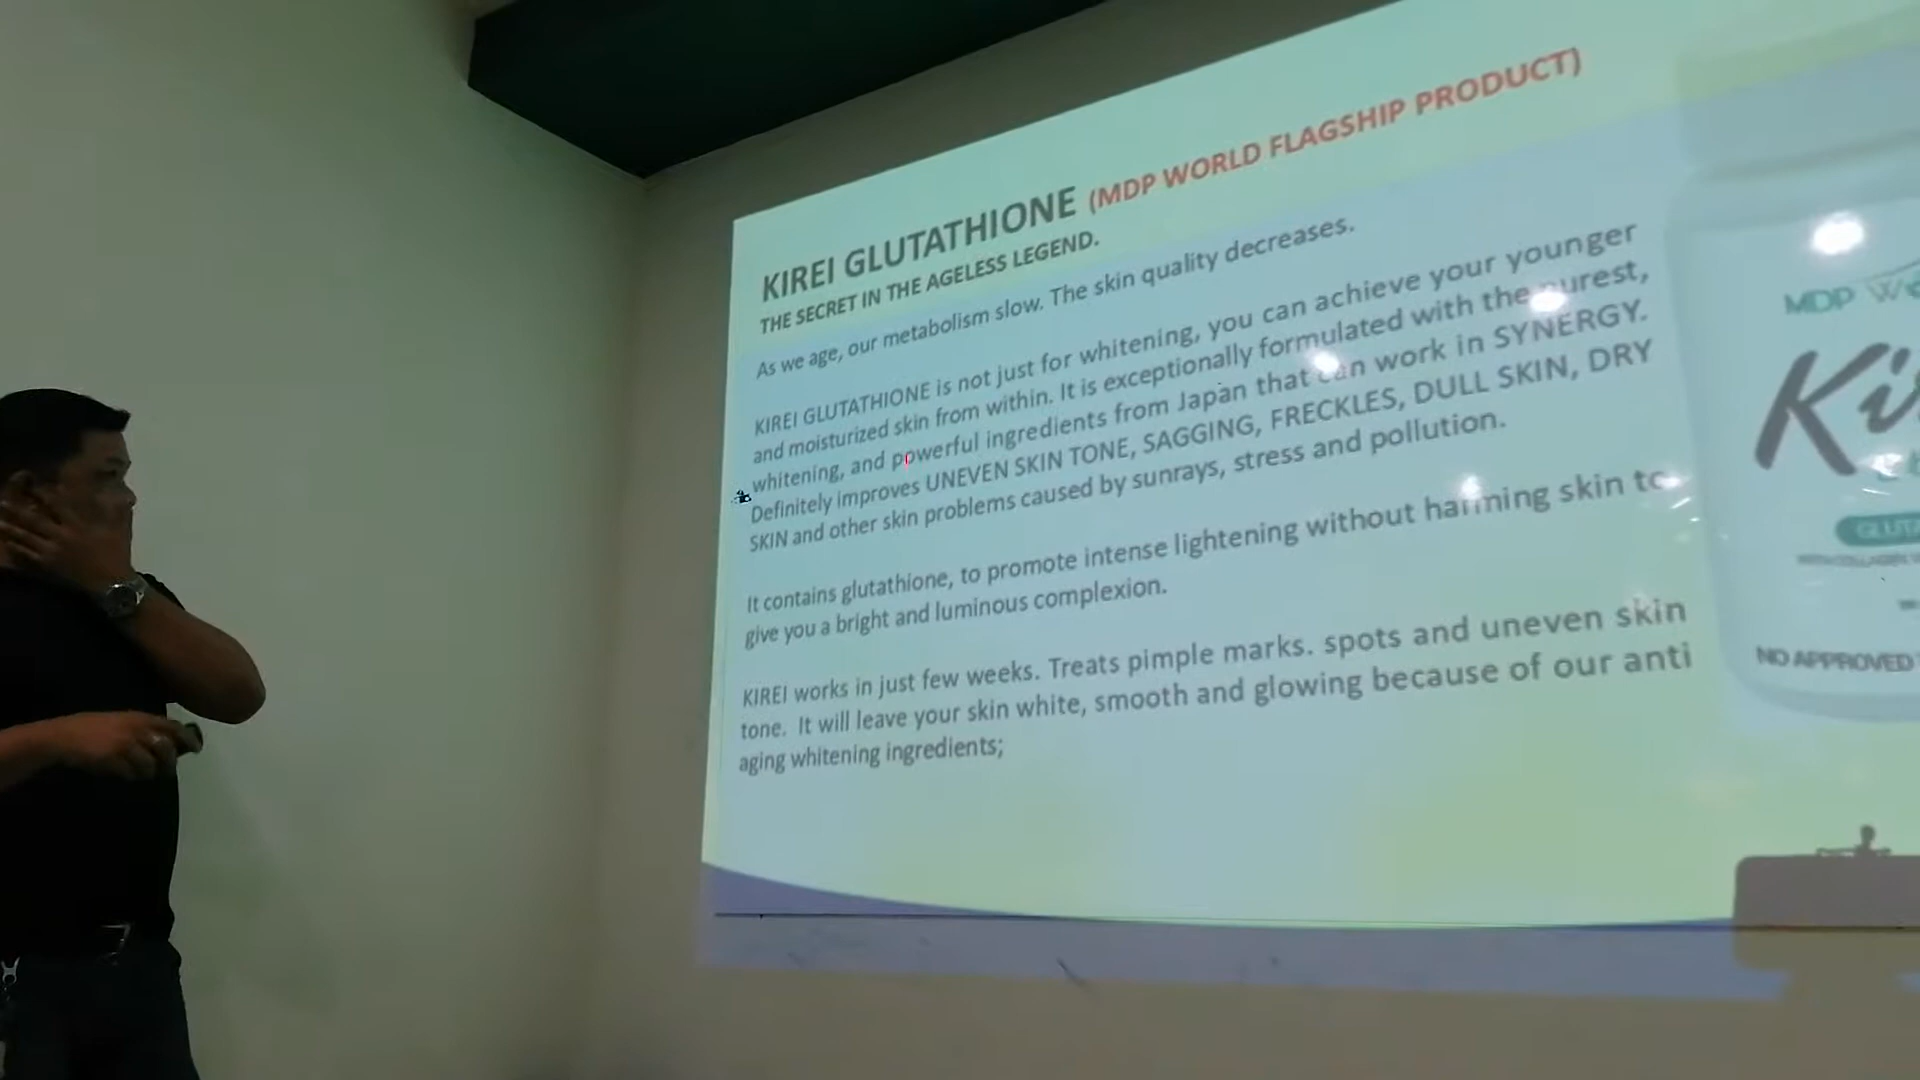 KIREI GLUTATHIONE (MDP WORLD FLAGSHIP PRODUCT)
THE SECRET IN THE AGELESS LEGEND.
As we age, our metabolism slow. The skin quality decreases.
KIREI GLUTATHIONE is not just for whitening, you can achieve your younger
and moisturized skin from within. It is exceptionally formulated with the purest,
whitening, and powerful ingredients from Japan that can work in SYNERGY.
Definitely improves UNEVEN SKIN TONE, SAGGING, FRECKLES, DULL SKIN, DRY
SKIN and other skin problems caused by sunrays, stress and pollution.
It contains glutathione, to promote intense lightening without harming skin to
give you a bright and luminous complexion.
KIREI works in just few weeks. Treats pimple marks. spots and uneven skin
tone. It will leave your skin white, smooth and glowing because of our anti
aging whitening ingredients;
MDP
NO APPROVED